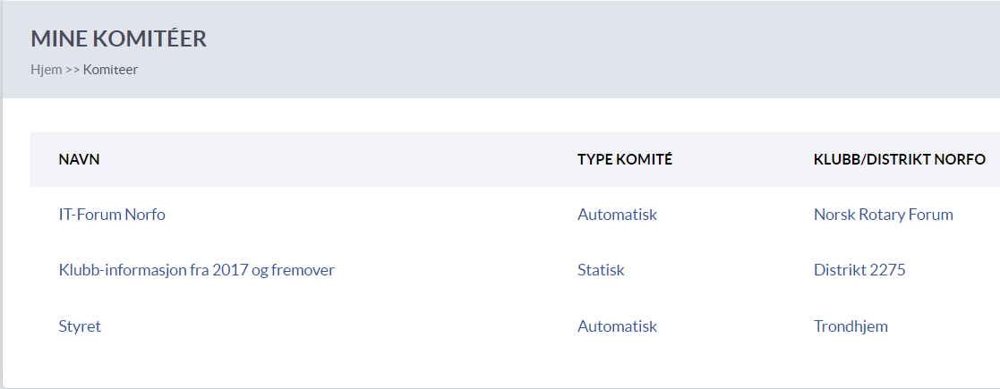 MINE KOMITÉER
Hjem >> Komiteer
NAVN TYPE KOMITÉ KLUBB/DISTRIKT NORFO
IT-Forum Norfo Automatisk Norsk Rotary Forum
Klubb-informasjon fra 2017 og fremover Statisk Distrikt 2275
Styret Automatisk Trondhjem